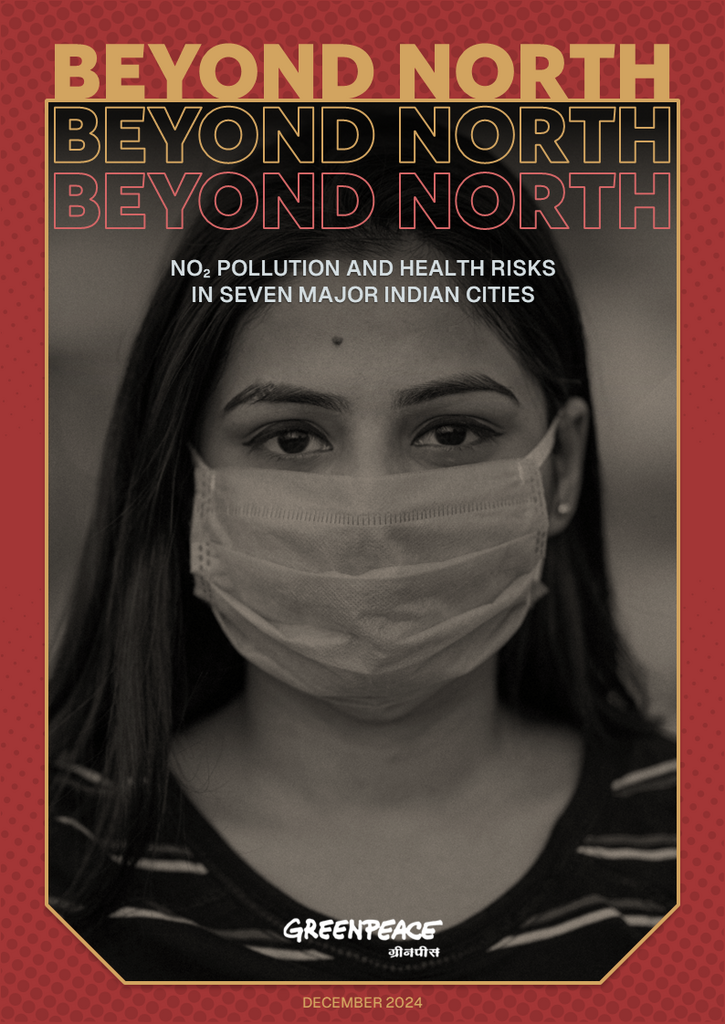 BEYOND NORTH
BEYOND NORTH
BEYOND NORTH
NO₂ POLLUTION AND HEALTH RISKS
IN SEVEN MAJOR INDIAN CITIES
GREENPEACE
ग्रीनपीस
DECEMBER 2024